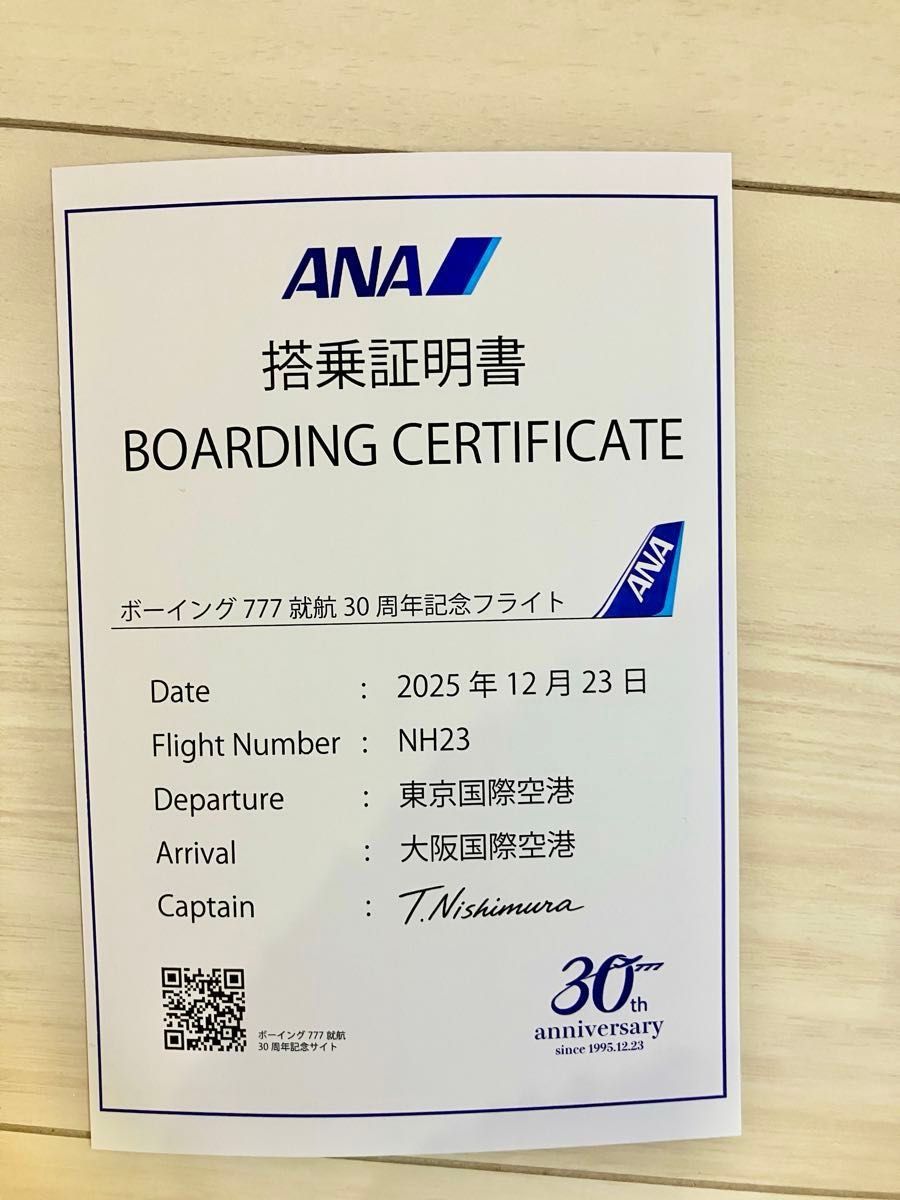 ANA
搭乗証明書
BOARDING CERTIFICATE
ANA
ボーイング 777 就航 30 周年記念フライト
Date : 2025 年 12 月 23 日
Flight Number : NH23
Departure : 東京国際空港
Arrival : 大阪国際空港
Captain : T.Nishimura
ボーイング 777 就航
30 周年記念サイト
30th
anniversary
since 1995.12.23